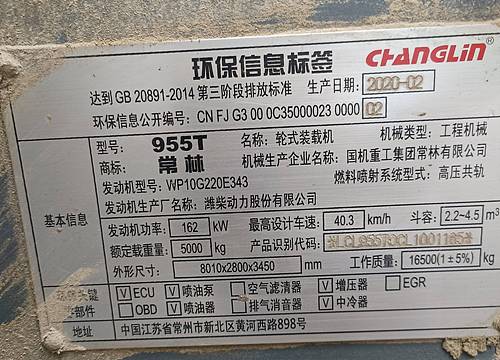 CHANGLIN®
环保信息标签
达到GB 20891-2014 第三阶段排放标准 生产日期: 2020-02
环保信息公开编号: CN FJ G3 00 0C35000023 0000 02
基本信息
型号: 955T 名称: 轮式装载机 机械类型: 工程机械
商标: 常林 机械生产企业名称: 国机重工集团常林有限公司
发动机型号: WP10G220E343 燃料喷射系统型式: 高压共轨
发动机生产厂名称: 潍柴动力股份有限公司
发动机功率: 162 kW 最高设计车速: 40.3 km/h 斗容: 2.2~4.5 m³
额定载重量: 5000 kg 产品识别代码:
外形尺寸: 8010x2800x3450 mm 工作质量: 16500(1±5%) kg
关键 V ECU V 喷油泵 空气滤清器 V 增压器 EGR
部件 OBD V 喷油器 排气消音器 V 中冷器
地址 中国江苏省常州市新北区黄河西路898号